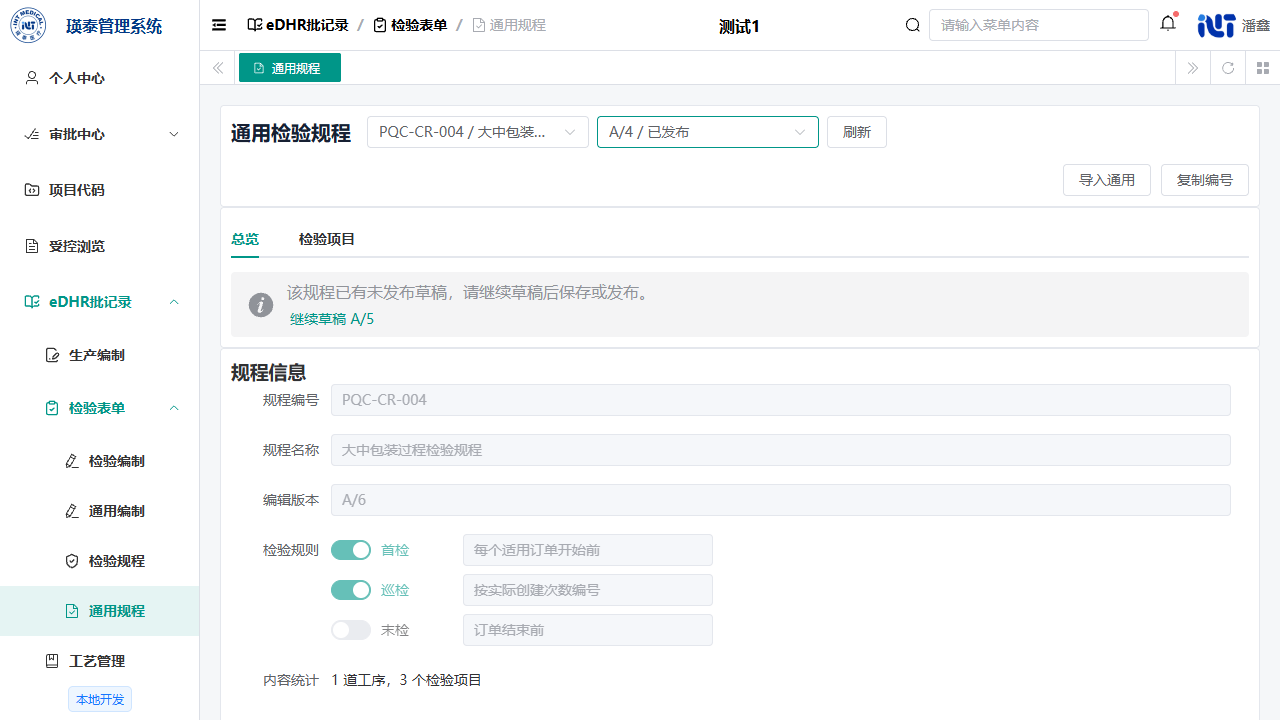 瑛泰管理系统
eDHR批记录 / 检验表单 / 通用规程
测试1
请输入菜单内容
潘鑫
通用规程
个人中心
审批中心
项目代码
受控浏览
eDHR批记录
生产编制
检验表单
检验编制
通用编制
检验规程
通用规程
工艺管理
本地开发
通用检验规程
PQC-CR-004 / 大中包装...
A/4 / 已发布
刷新
导入通用
复制编号
总览
检验项目
该规程已有未发布草稿，请继续草稿后保存或发布。
继续草稿 A/5
规程信息
规程编号 PQC-CR-004
规程名称 大中包装过程检验规程
编辑版本 A/6
检验规则 首检 每个适用订单开始前
巡检 按实际创建次数编号
末检 订单结束前
内容统计 1 道工序，3 个检验项目